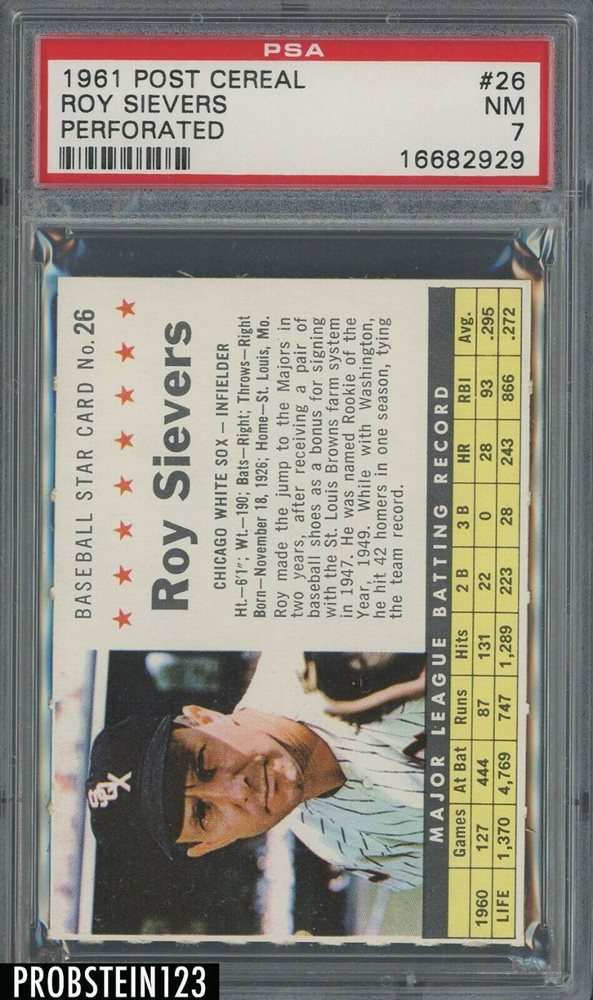 PSA
1961 POST CEREAL #26
ROY SIEVERS NM
PERFORATED 7
16682929
BASEBALL STAR CARD No. 26
Roy Sievers
CHICAGO WHITE SOX — INFIELDER
Ht.—6'1"; Wt.—190; Bats—Right; Throws—Right
Born—November 18, 1926; Home—St. Louis, Mo.
Roy made the jump to the Majors in
two years, after receiving a pair of
baseball shoes as a bonus for signing
with the St. Louis Browns farm system
in 1947. He was named Rookie of the
Year, 1949. While with Washington,
he hit 42 homers in one season, tying
the team record.
SOX
MAJOR LEAGUE BATTING RECORD
Games At Bat Runs Hits 2 B 3 B HR RBI Avg.
1960 127 444 87 131 22 0 28 93 .295
LIFE 1,370 4,769 747 1,289 223 28 243 866 .272
PROBSTEIN123